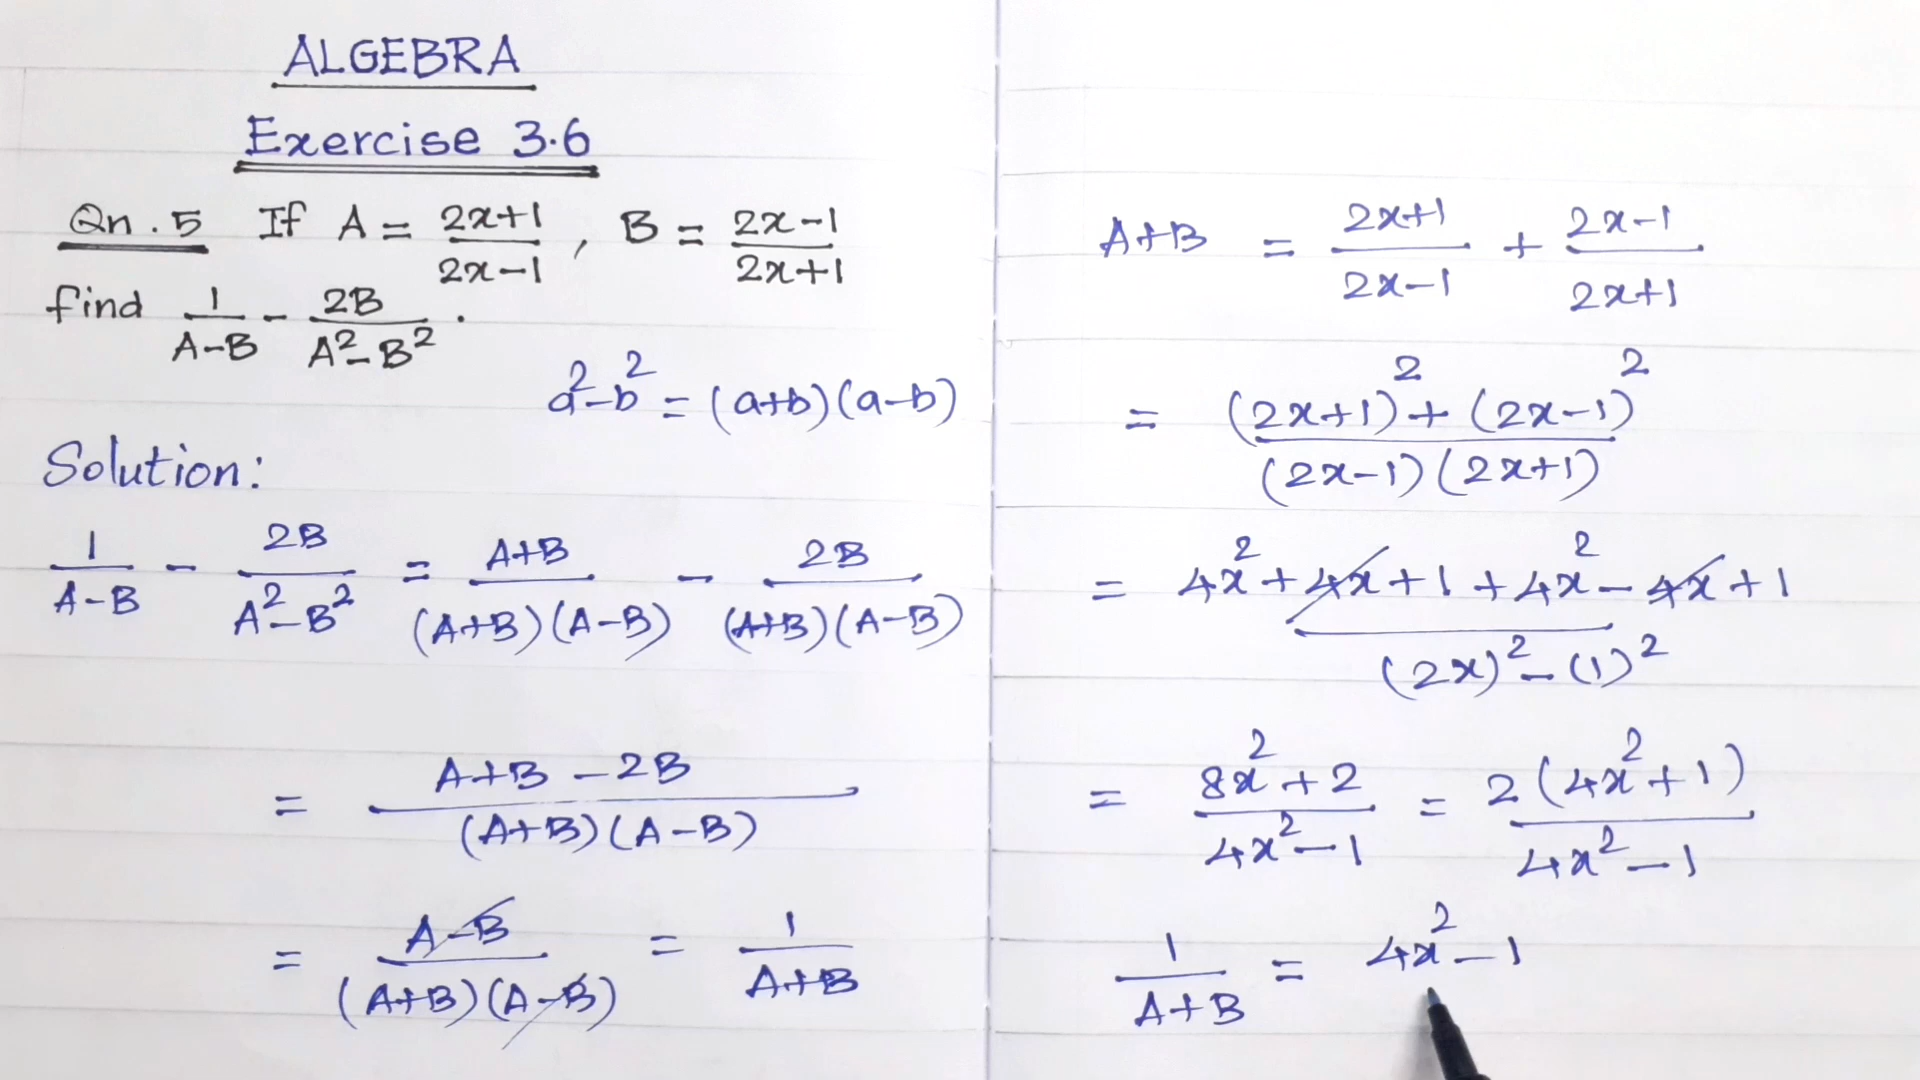 ALGEBRA
Exercise 3.6
Qn. 5 If A = (2x+1)/(2x-1), B = (2x-1)/(2x+1)
find 1/(A-B) - 2B/(A²-B²).
a²-b² = (a+b)(a-b)
Solution:
1/(A-B) - 2B/(A²-B²) = (A+B)/((A+B)(A-B)) - 2B/((A+B)(A-B))
= (A+B-2B)/((A+B)(A-B))
= (A-B)/((A+B)(A-B)) = 1/(A+B)
A+B = (2x+1)/(2x-1) + (2x-1)/(2x+1)
= ((2x+1)²+(2x-1)²)/((2x-1)(2x+1))
= (4x²+4x+1+4x²-4x+1)/((2x)²-(1)²)
= (8x²+2)/(4x²-1) = 2(4x²+1)/(4x²-1)
1/(A+B) = 4x²-1